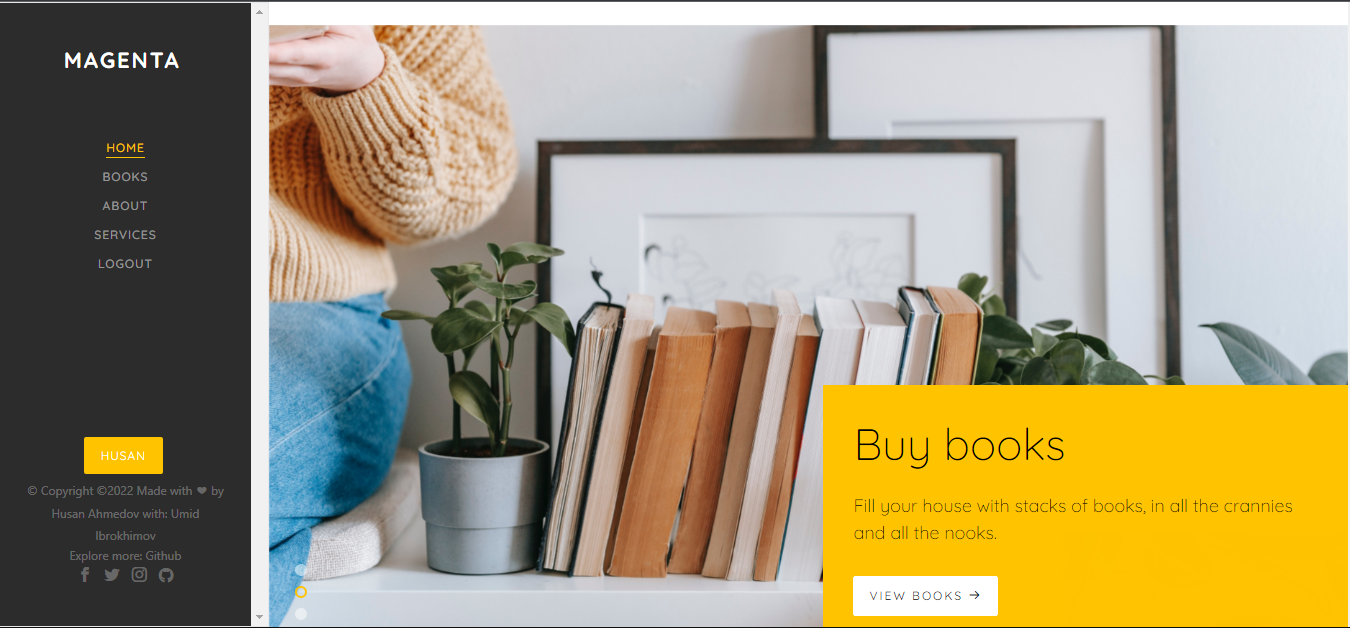 MAGENTA
HOME
BOOKS
ABOUT
SERVICES
LOGOUT
HUSAN
© Copyright ©2022 Made with ❤ by
Husan Ahmedov with: Umid
Ibrokhimov
Explore more: Github
Buy books
Fill your house with stacks of books, in all the crannies
and all the nooks.
VIEW BOOKS →